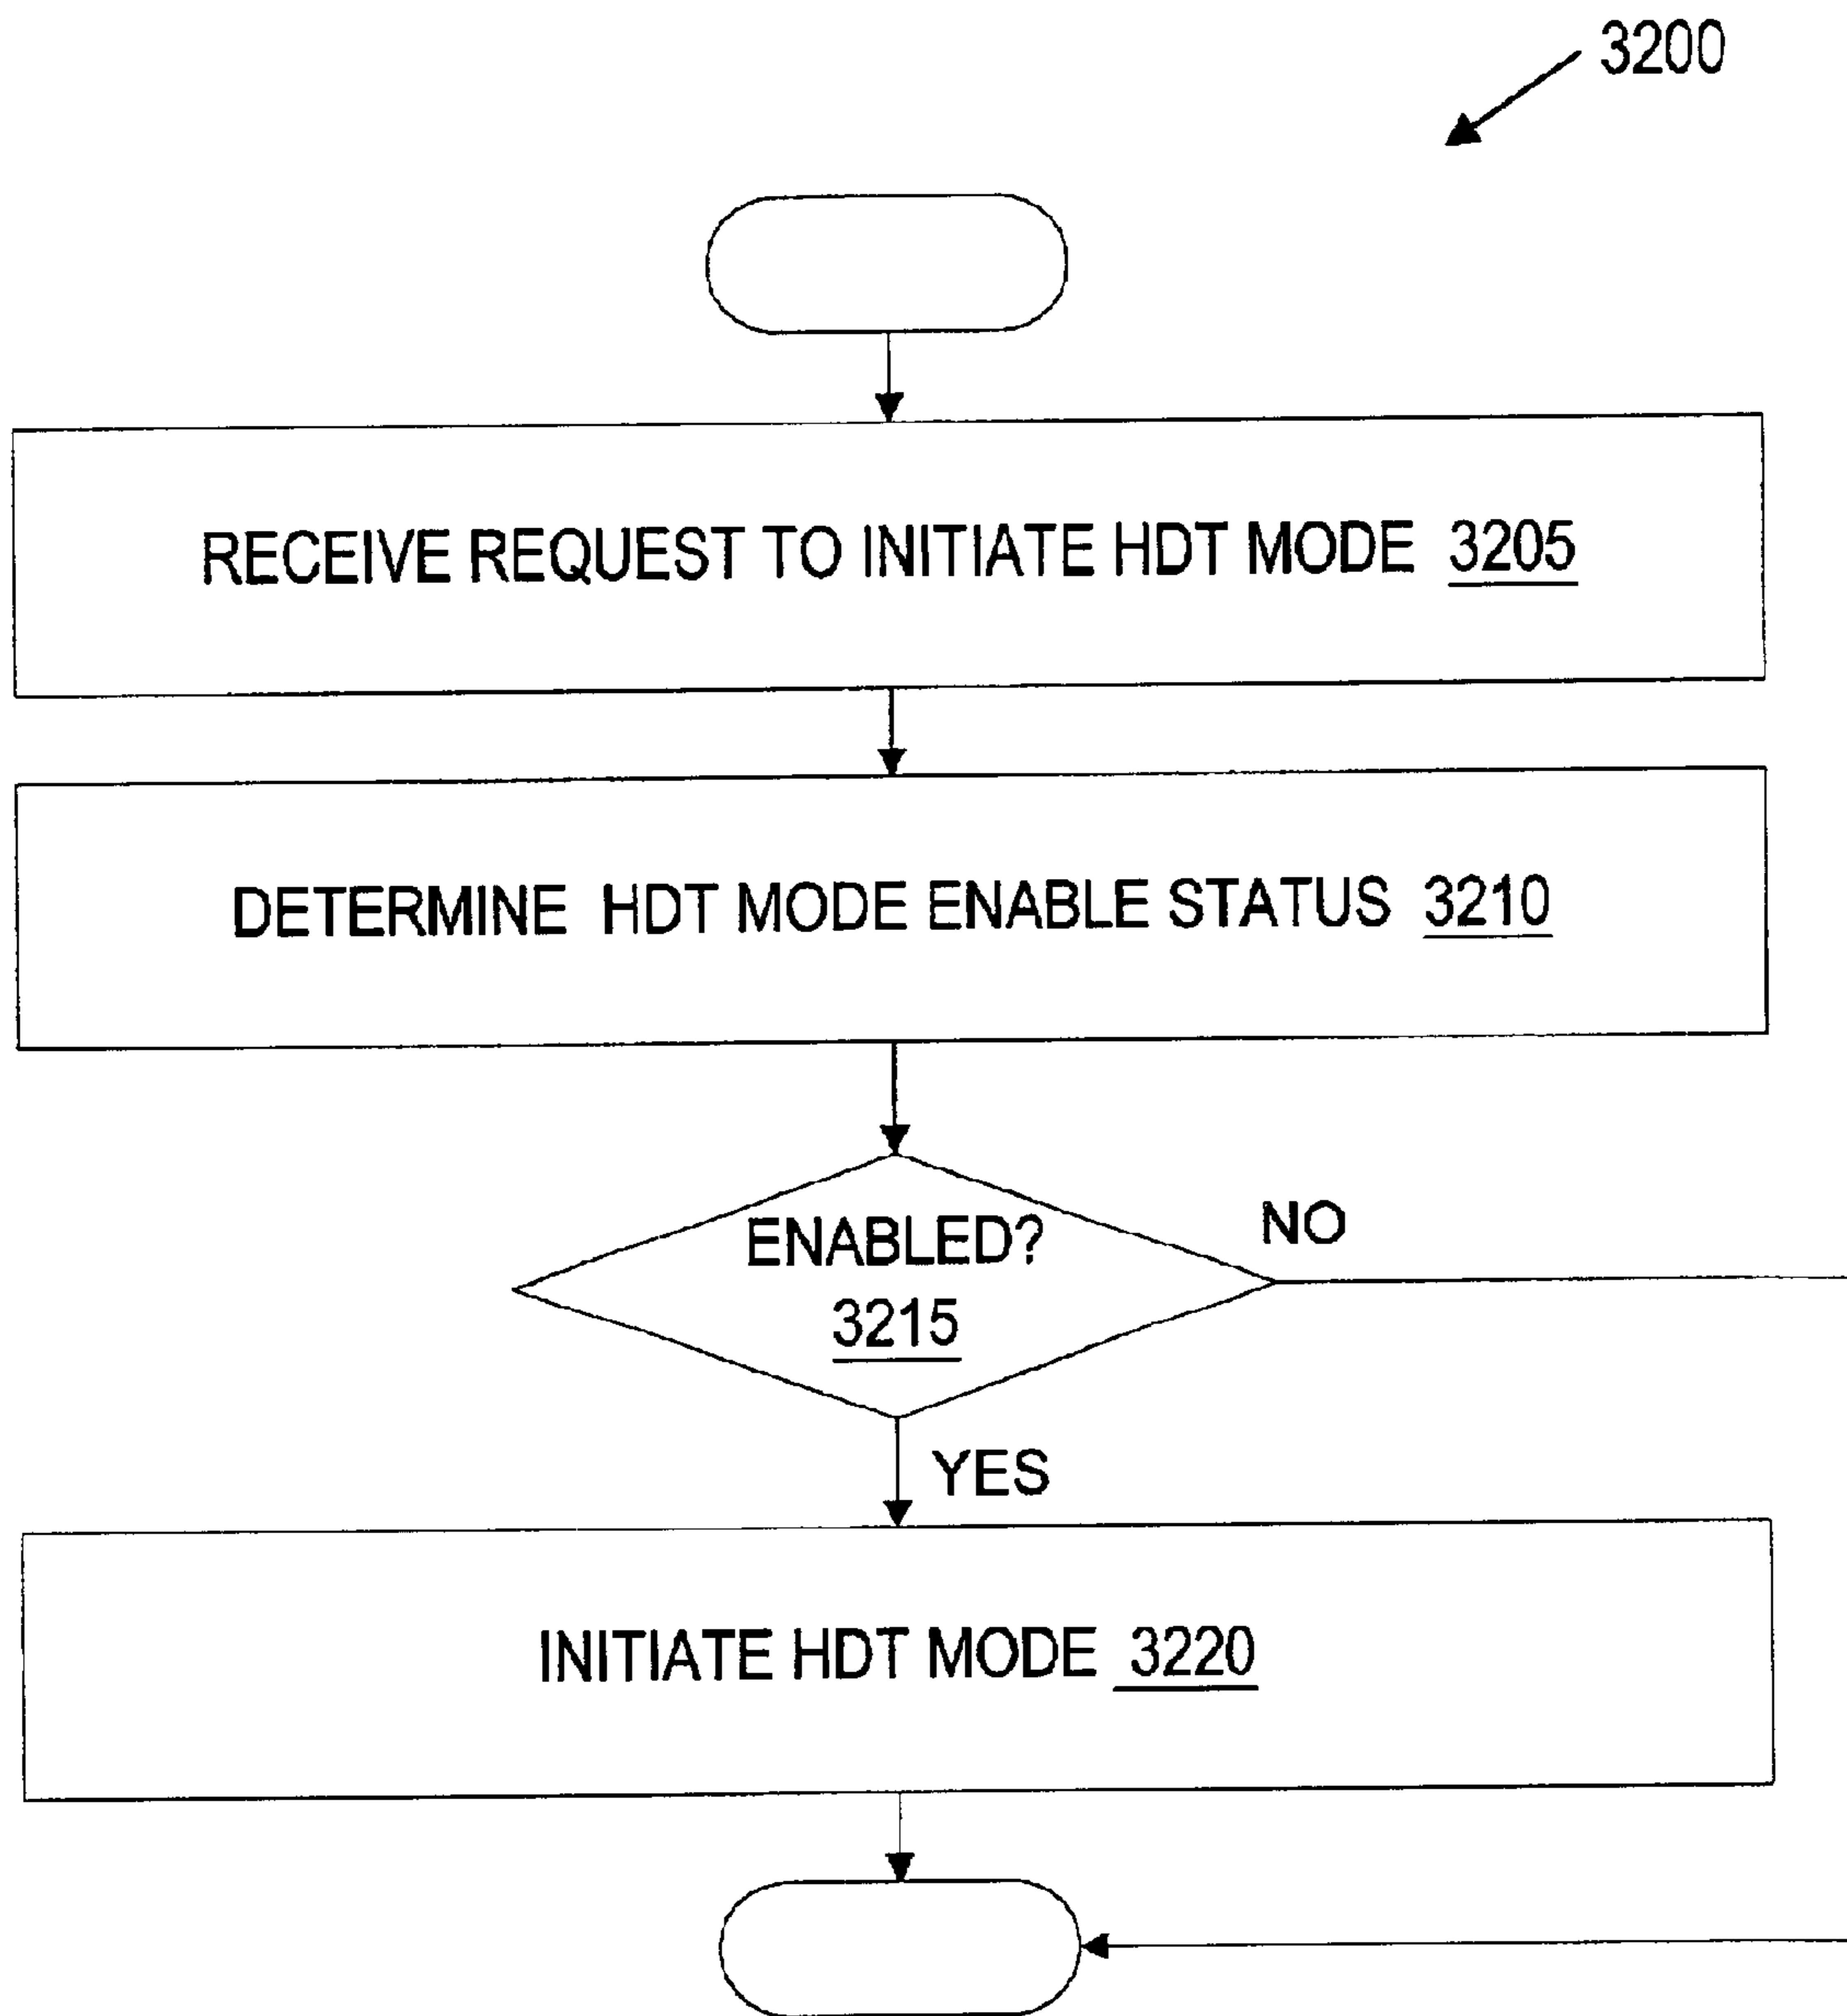 3200
RECEIVE REQUEST TO INITIATE HDT MODE 3205
DETERMINE HDT MODE ENABLE STATUS 3210
ENABLED?
3215
NO
YES
INITIATE HDT MODE 3220